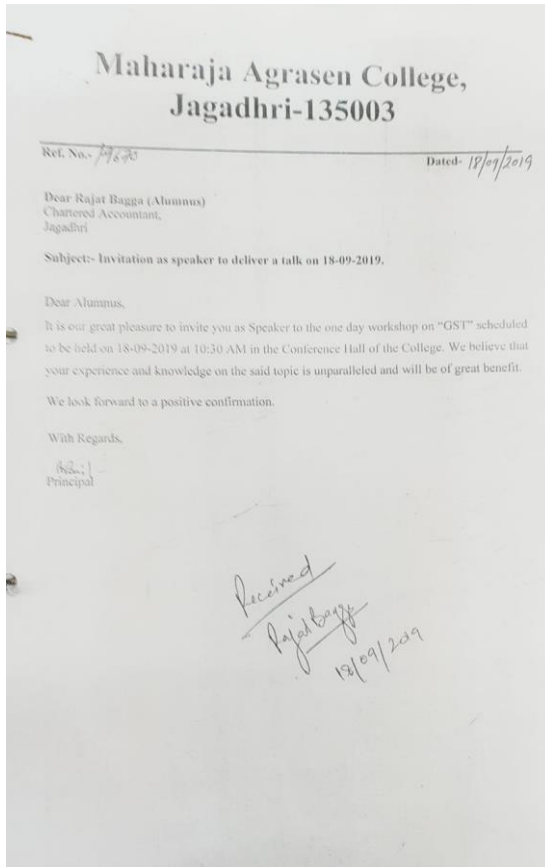 Maharaja Agrasen College,
Jagadhri-135003
Ref. No.-
Dated- 18/09/2019
Dear Rajat Bagga (Alumnus)
Chartered Accountant,
Jagadhri
Subject:- Invitation as speaker to deliver a talk on 18-09-2019.
Dear Alumnus,
It is our great pleasure to invite you as Speaker to the one day workshop on "GST" scheduled
to be held on 18-09-2019 at 10:30 AM in the Conference Hall of the College. We believe that
your experience and knowledge on the said topic is unparalleled and will be of great benefit.
We look forward to a positive confirmation.
With Regards,
Principal
Received
Rajat Bagga
18/09/2019